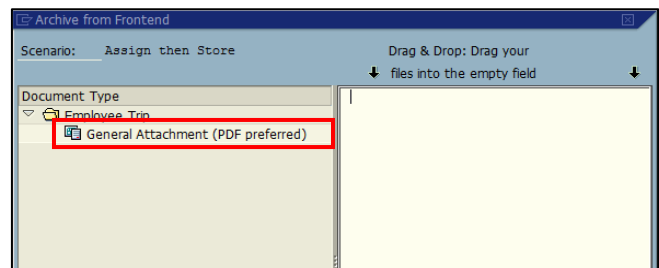 Archive from Frontend
Scenario: Assign then Store
Drag & Drop: Drag your
files into the empty field
Document Type
Employee Trip
General Attachment (PDF preferred)